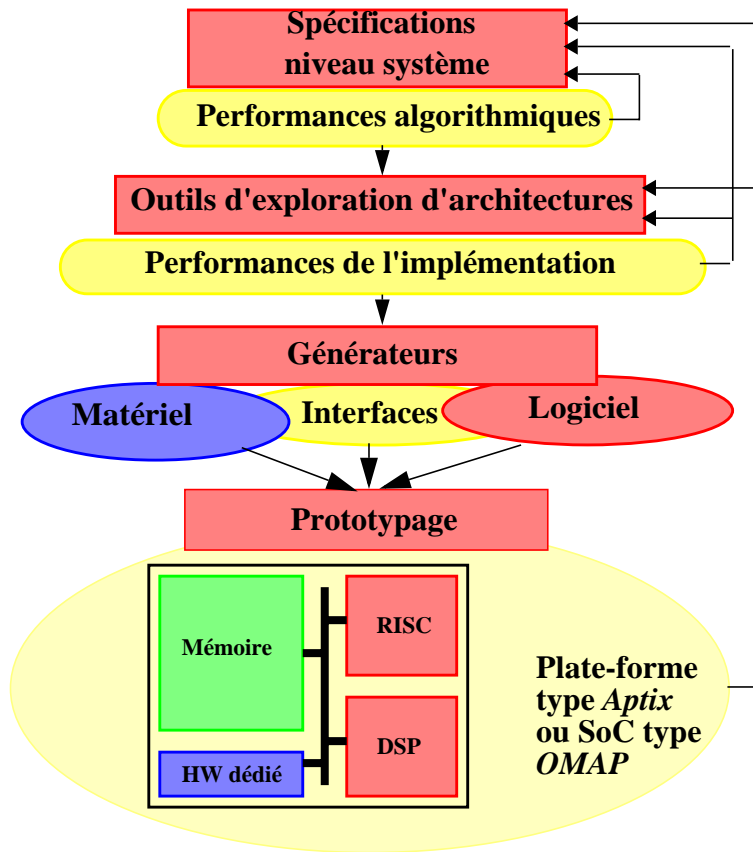 Spécifications
niveau système
Performances algorithmiques
Outils d'exploration d'architectures
Performances de l'implémentation
Générateurs
Matériel
Interfaces
Logiciel
Prototypage
Mémoire
RISC
HW dédié
DSP
Plate-forme
type Aptix
ou SoC type
OMAP